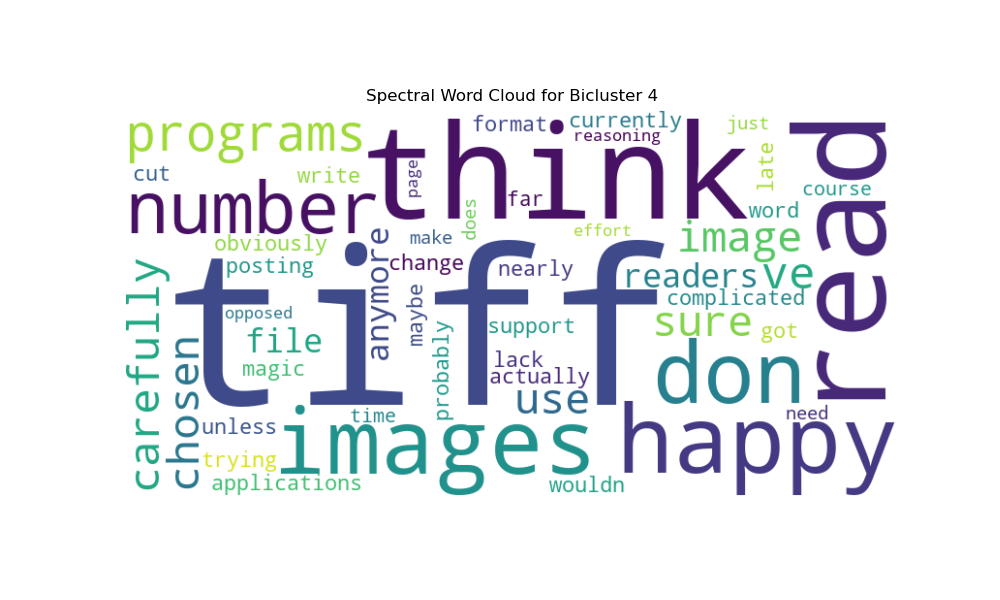 Spectral Word Cloud for Bicluster 4
programs
think
format
currently
reasoning
just
read
cut
write
page
late
course
number
far
word
does
effort
image
obviously
anymore
make
posting
change
nearly
readers
ve
carefully
tiff
maybe
complicated
opposed
support
sure
got
file
probably
chosen
magic
lack
actually
don
use
unless
time
images
happy
need
trying
applications
wouldn